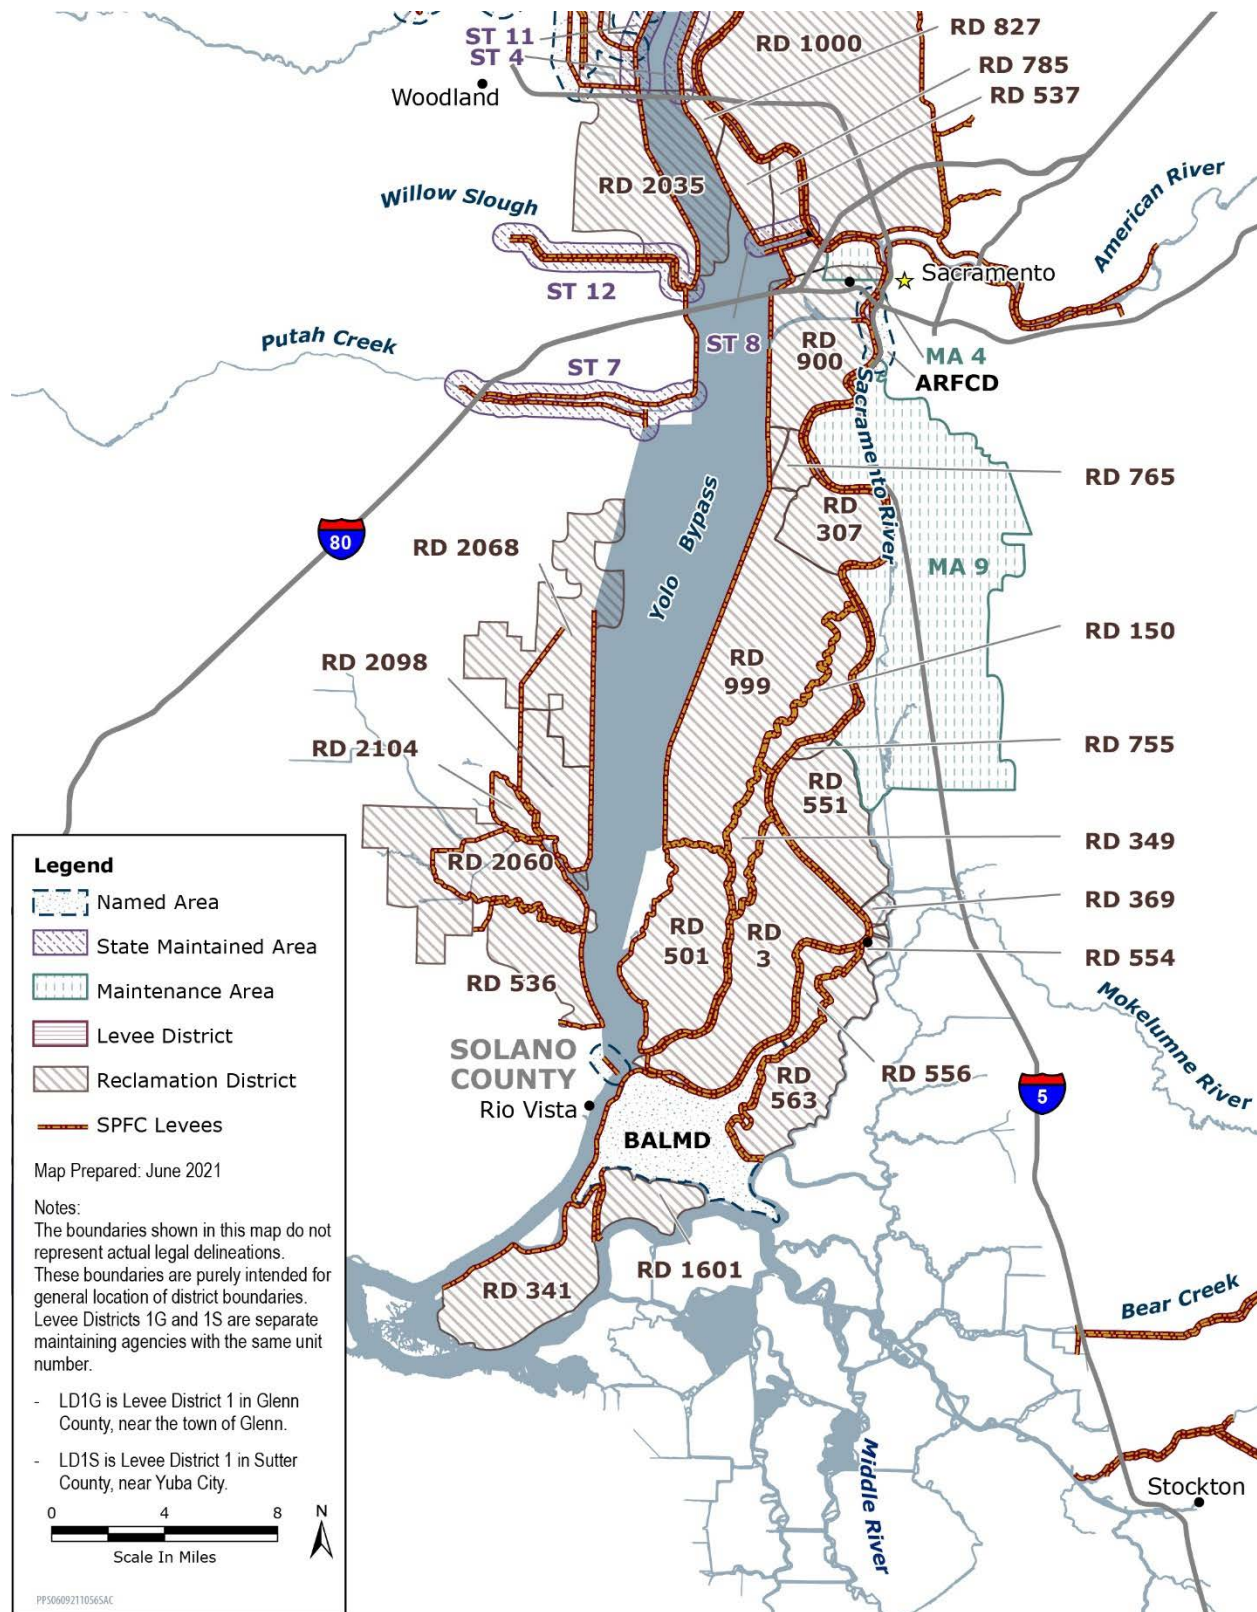 ST 11
ST 4
RD 1000
RD 827
RD 785
RD 537
Woodland
RD 2035
Willow Slough
American River
ST 12
Sacramento
Putah Creek
ST 7
ST 8
RD
900
MA 4
ARFCD
Sacramento River
RD 765
80
RD 2068
Yolo Bypass
RD
307
MA 9
RD 2098
RD
999
RD 150
RD 2104
RD 755
RD
551
RD 2060
RD 349
RD 369
RD
501
RD
3
RD 554
RD 536
Mokelumne River
SOLANO
COUNTY
RD 556
RD
563
5
Rio Vista
BALMD
RD 1601
RD 341
Bear Creek
Middle River
Stockton
Legend
Named Area
State Maintained Area
Maintenance Area
Levee District
Reclamation District
SPFC Levees
Map Prepared: June 2021
Notes:
The boundaries shown in this map do not
represent actual legal delineations.
These boundaries are purely intended for
general location of district boundaries.
Levee Districts 1G and 1S are separate
maintaining agencies with the same unit
number.
- LD1G is Levee District 1 in Glenn
County, near the town of Glenn.
- LD1S is Levee District 1 in Sutter
County, near Yuba City.
0 4 8
N
Scale In Miles
PPS06092110565AC